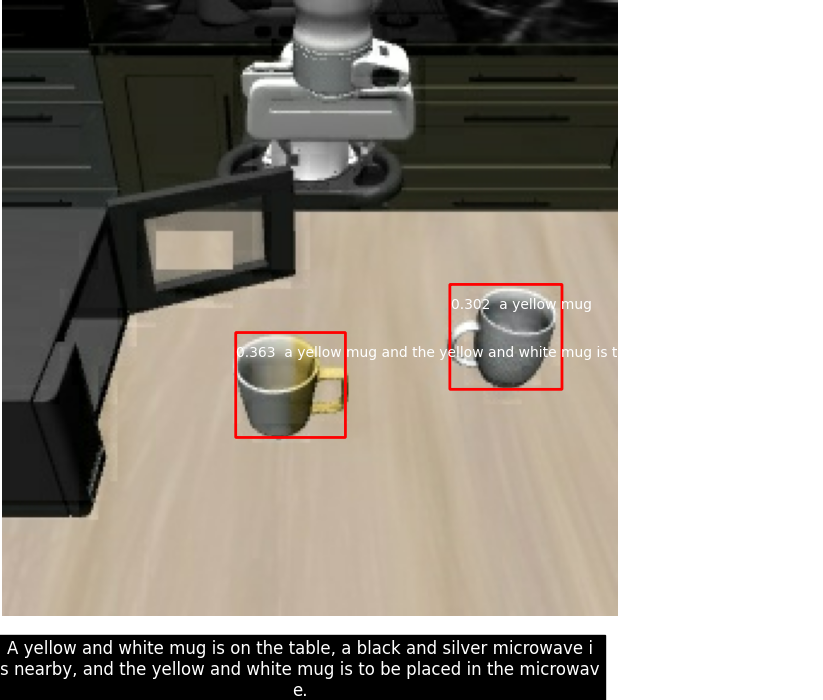 0.302 a yellow mug
0.363 a yellow mug and the yellow and white mug is t
A yellow and white mug is on the table, a black and silver microwave i
s nearby, and the yellow and white mug is to be placed in the microwav
e.